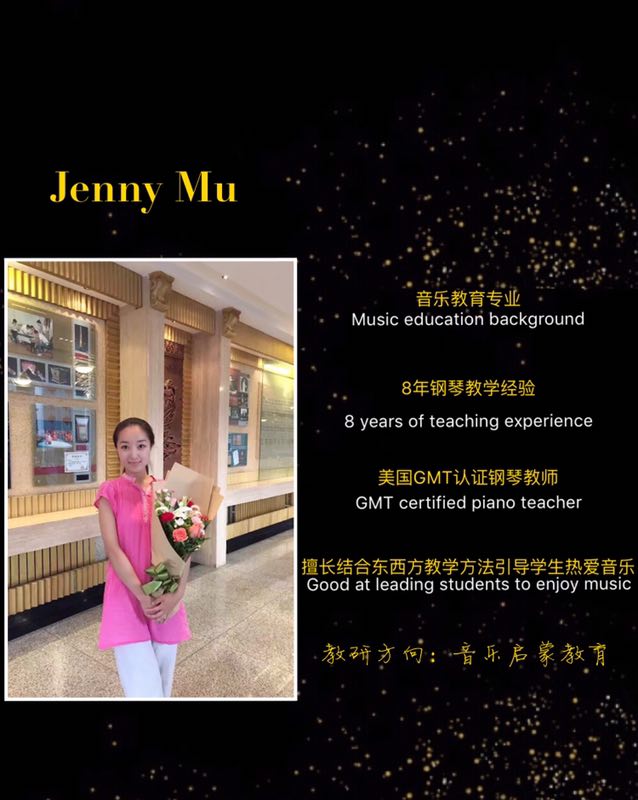 Jenny Mu
音乐教育专业
Music education background
8年钢琴教学经验
8 years of teaching experience
美国GMT认证钢琴教师
GMT certified piano teacher
擅长结合东西方教学方法引导学生热爱音乐
Good at leading students to enjoy music
教研方向：音乐启蒙教育